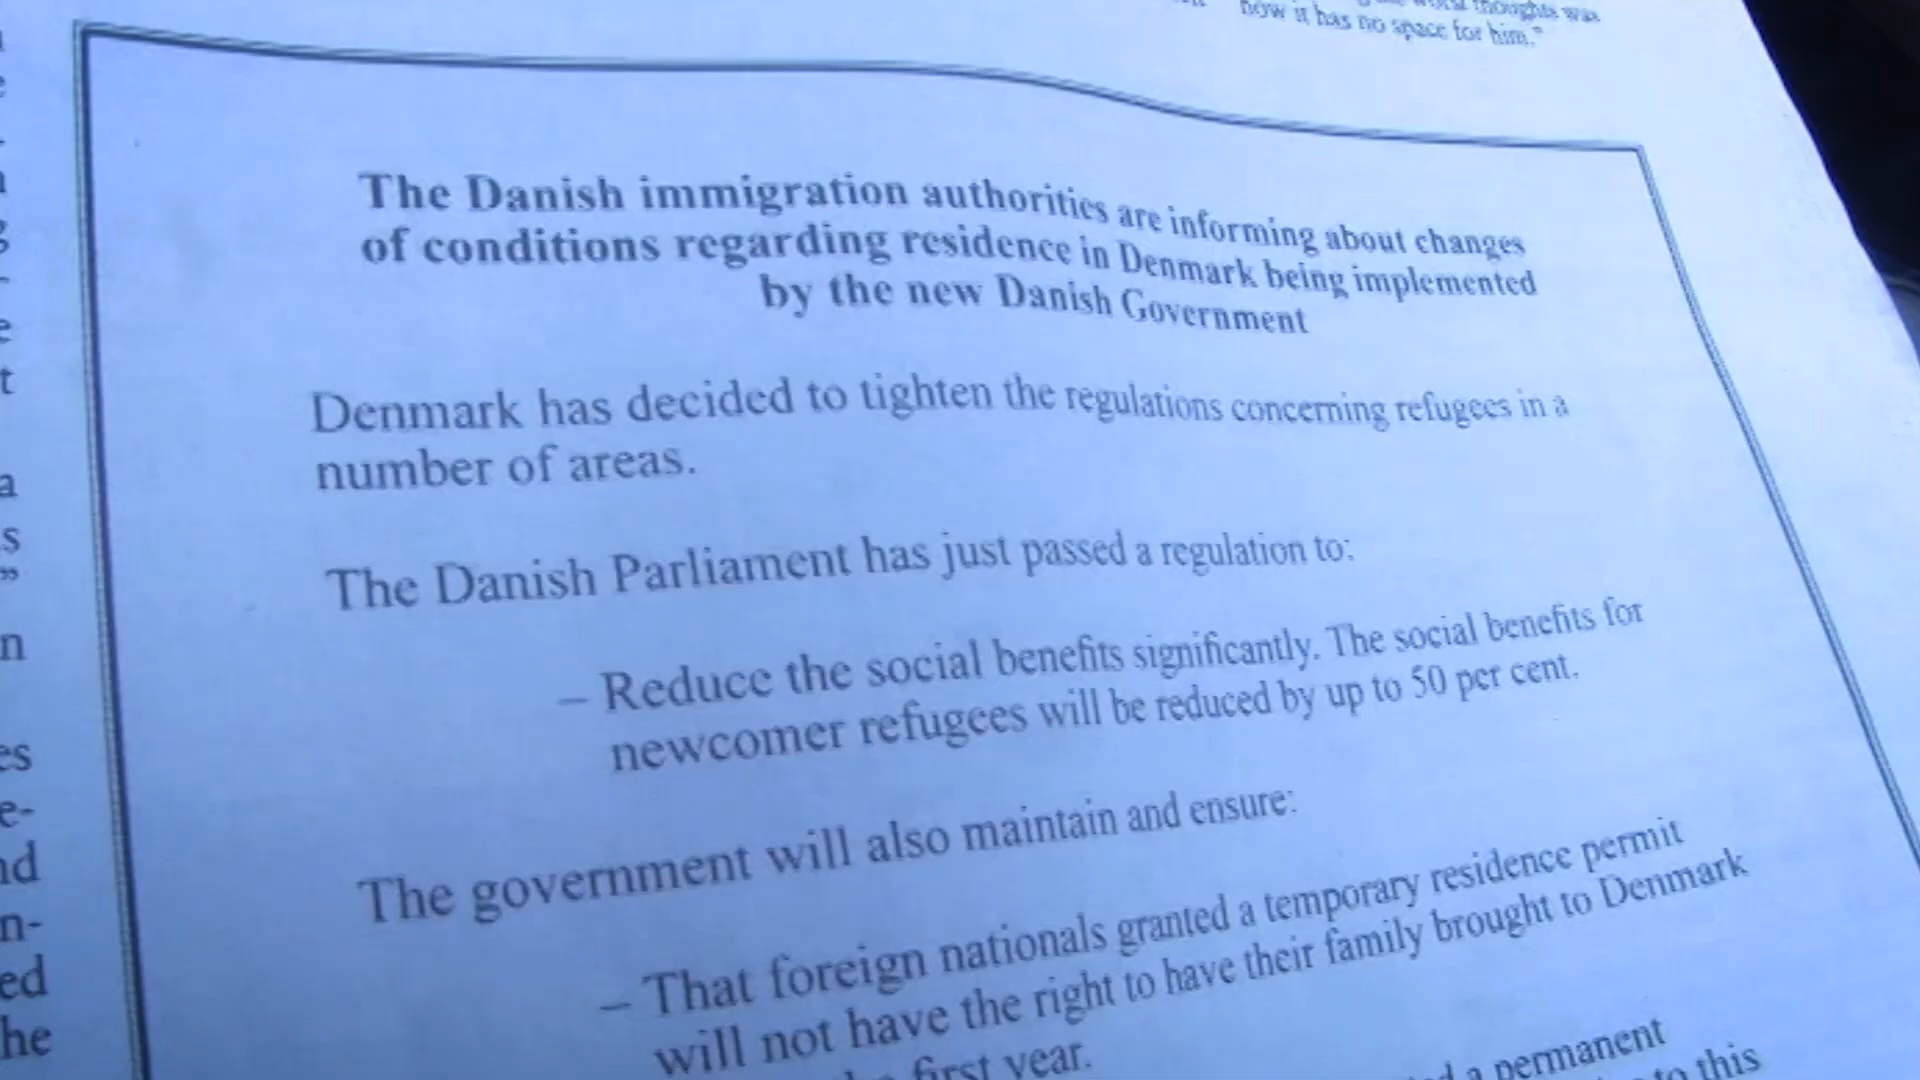 thoughts was
now it has no space for him."
The Danish immigration authorities are informing about changes
of conditions regarding residence in Denmark being implemented
by the new Danish Government
Denmark has decided to tighten the regulations concerning refugees in a
number of areas.
The Danish Parliament has just passed a regulation to:
– Reduce the social benefits significantly. The social benefits for
newcomer refugees will be reduced by up to 50 per cent.
The government will also maintain and ensure:
– That foreign nationals granted a temporary residence permit
will not have the right to have their family brought to Denmark
first year.
a permanent
to this